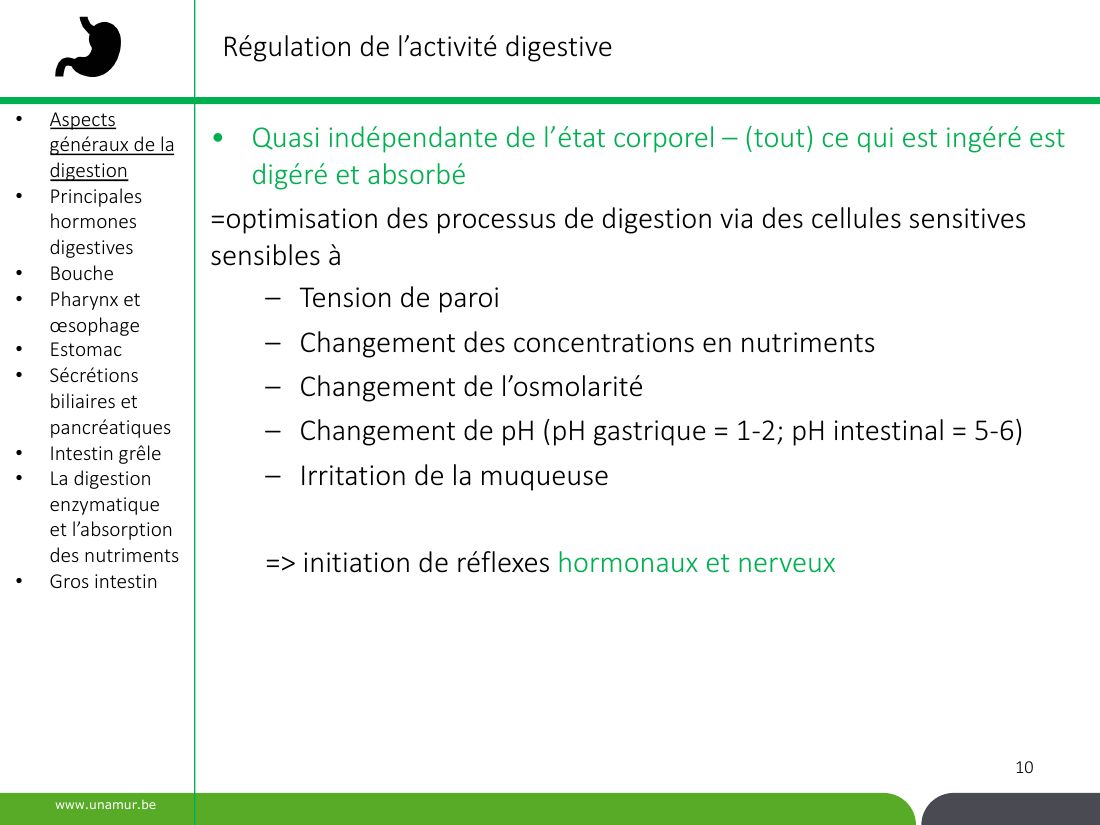 Régulation de l’activité digestive
• Aspects
généraux de la
digestion
• Principales
hormones
digestives
• Bouche
• Pharynx et
œsophage
• Estomac
• Sécrétions
biliaires et
pancréatiques
• Intestin grêle
• La digestion
enzymatique
et l’absorption
des nutriments
• Gros intestin
• Quasi indépendante de l’état corporel – (tout) ce qui est ingéré est
digéré et absorbé
=optimisation des processus de digestion via des cellules sensitives
sensibles à
– Tension de paroi
– Changement des concentrations en nutriments
– Changement de l’osmolarité
– Changement de pH (pH gastrique = 1-2; pH intestinal = 5-6)
– Irritation de la muqueuse
=> initiation de réflexes hormonaux et nerveux
10
www.unamur.be